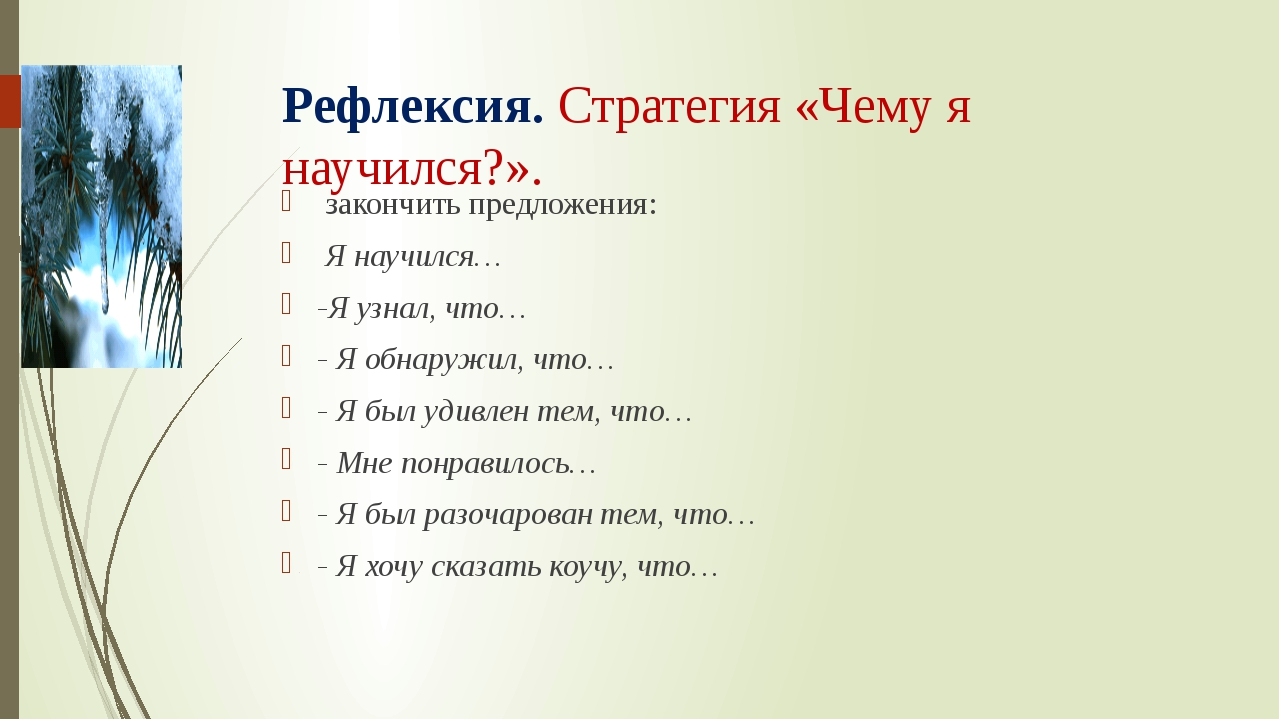 Рефлексия. Стратегия «Чему я
научился?».
закончить предложения:
Я научился…
-Я узнал, что…
- Я обнаружил, что…
- Я был удивлен тем, что…
- Мне понравилось…
- Я был разочарован тем, что…
- Я хочу сказать коучу, что…